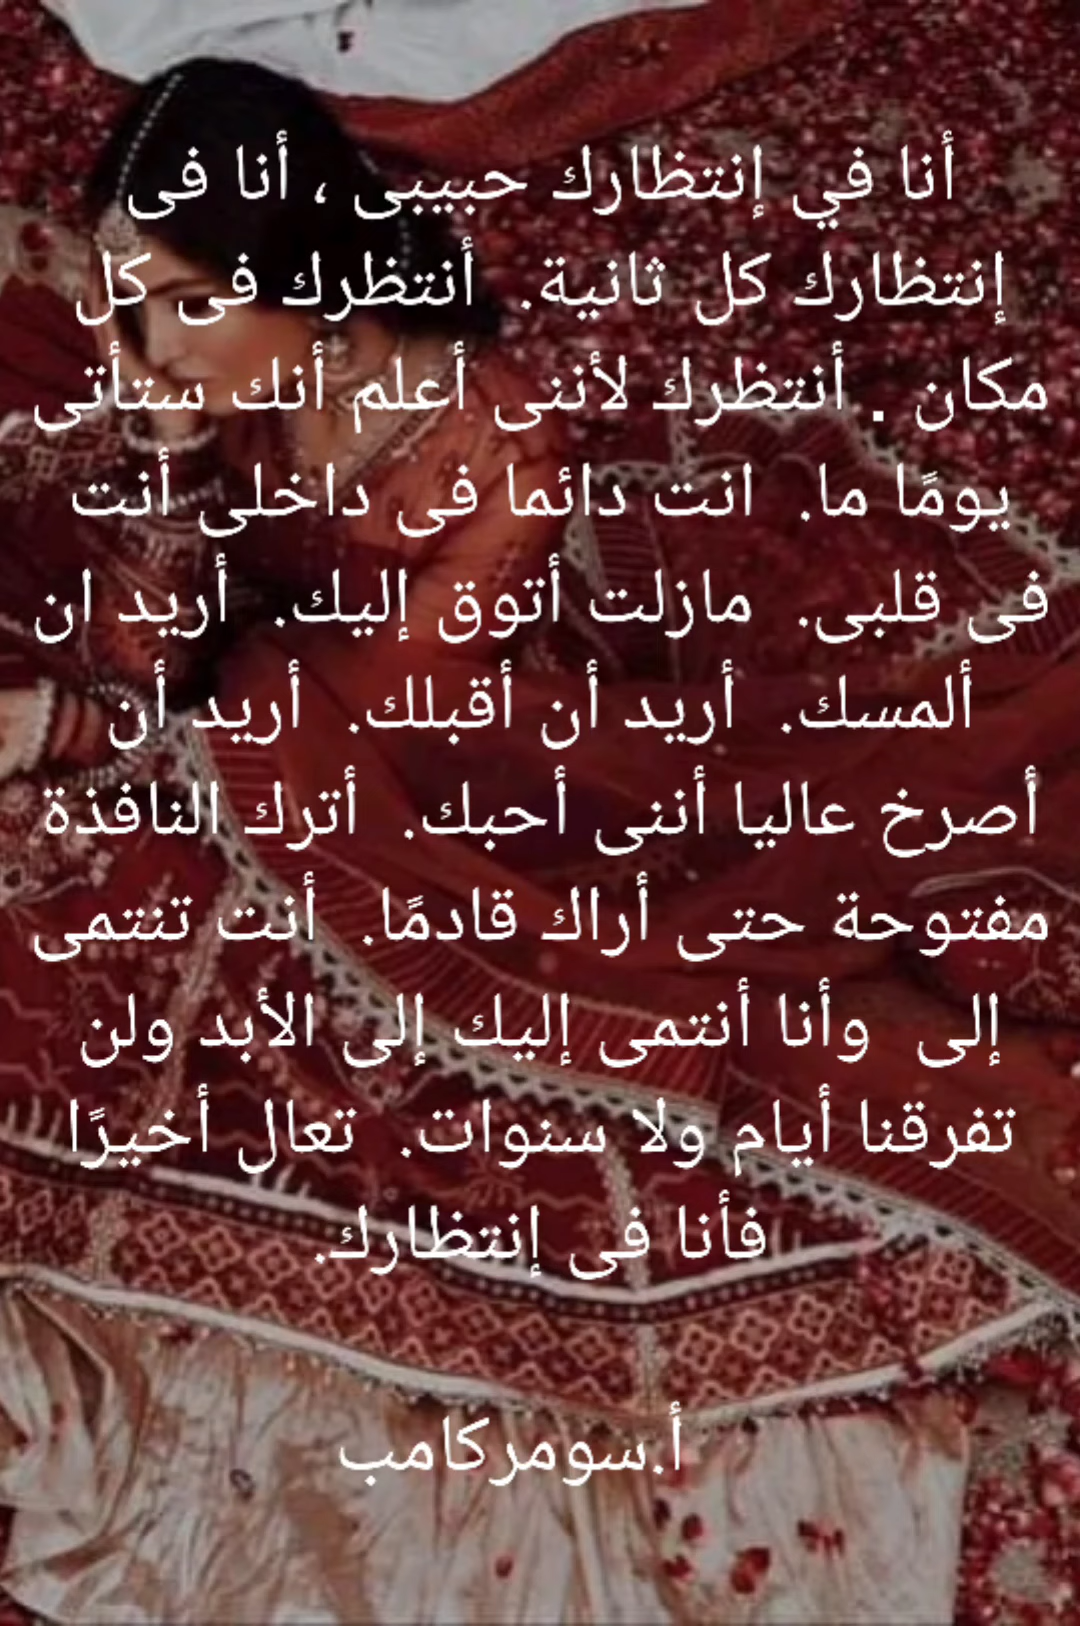 أنا في إنتظارك حبيبى ، أنا فى
إنتظارك كل ثانية. أنتظرك فى كل
مكان . أنتظرك لأننى أعلم أنك ستأتى
يومًا ما. انت دائما فى داخلى أنت
فى قلبى. مازلت أتوق إليك. أريد ان
ألمسك. أريد أن أقبلك. أريد أن
أصرخ عاليا أننى أحبك. أترك النافذة
مفتوحة حتى أراك قادمًا. أنت تنتمى
إلى وأنا أنتمى إليك إلى الأبد ولن
تفرقنا أيام ولا سنوات. تعال أخيرًا
فأنا فى إنتظارك.
أ.سومركامب